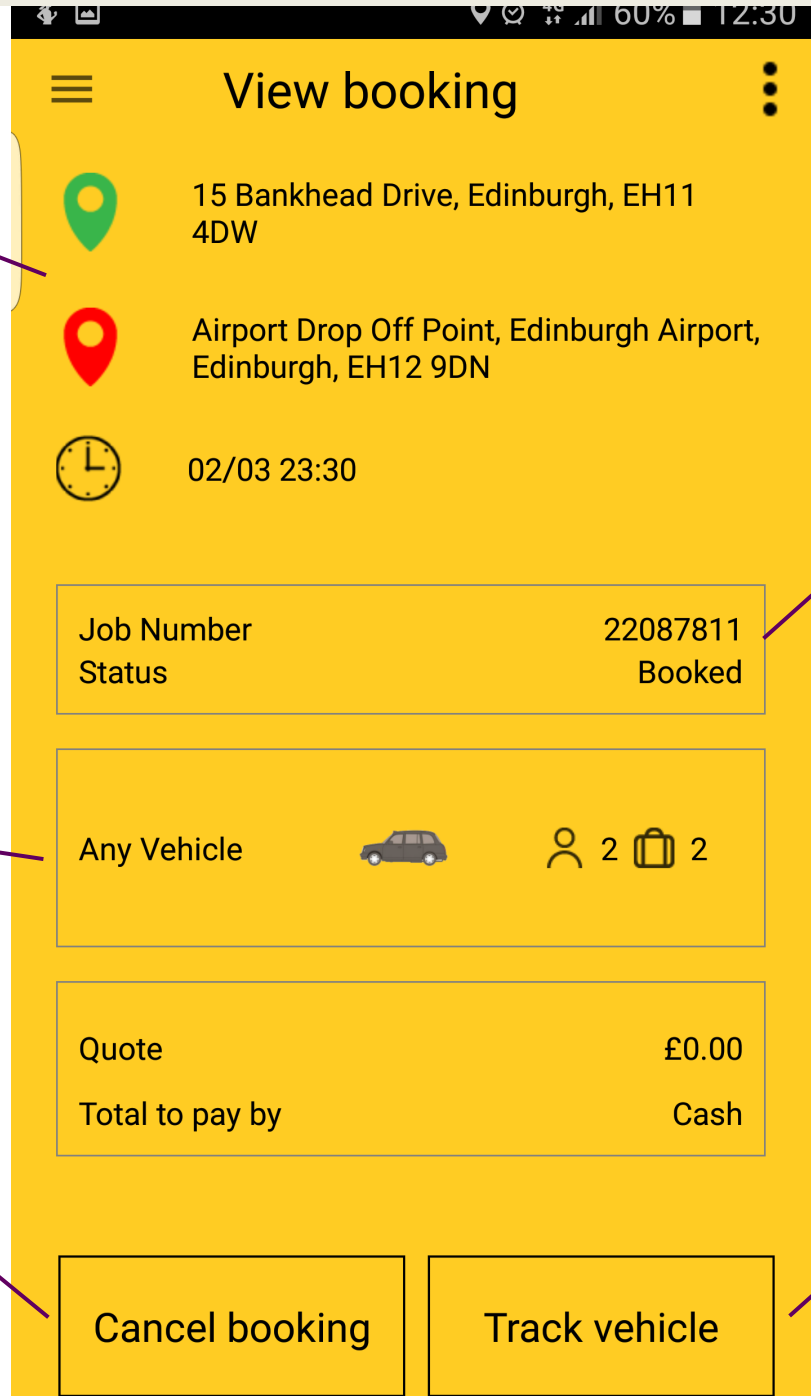 4G 60% 12:30
View booking
15 Bankhead Drive, Edinburgh, EH11
4DW
Airport Drop Off Point, Edinburgh Airport,
Edinburgh, EH12 9DN
02/03 23:30
Job Number 22087811
Status Booked
Any Vehicle 2 2
Quote £0.00
Total to pay by Cash
Cancel booking Track vehicle